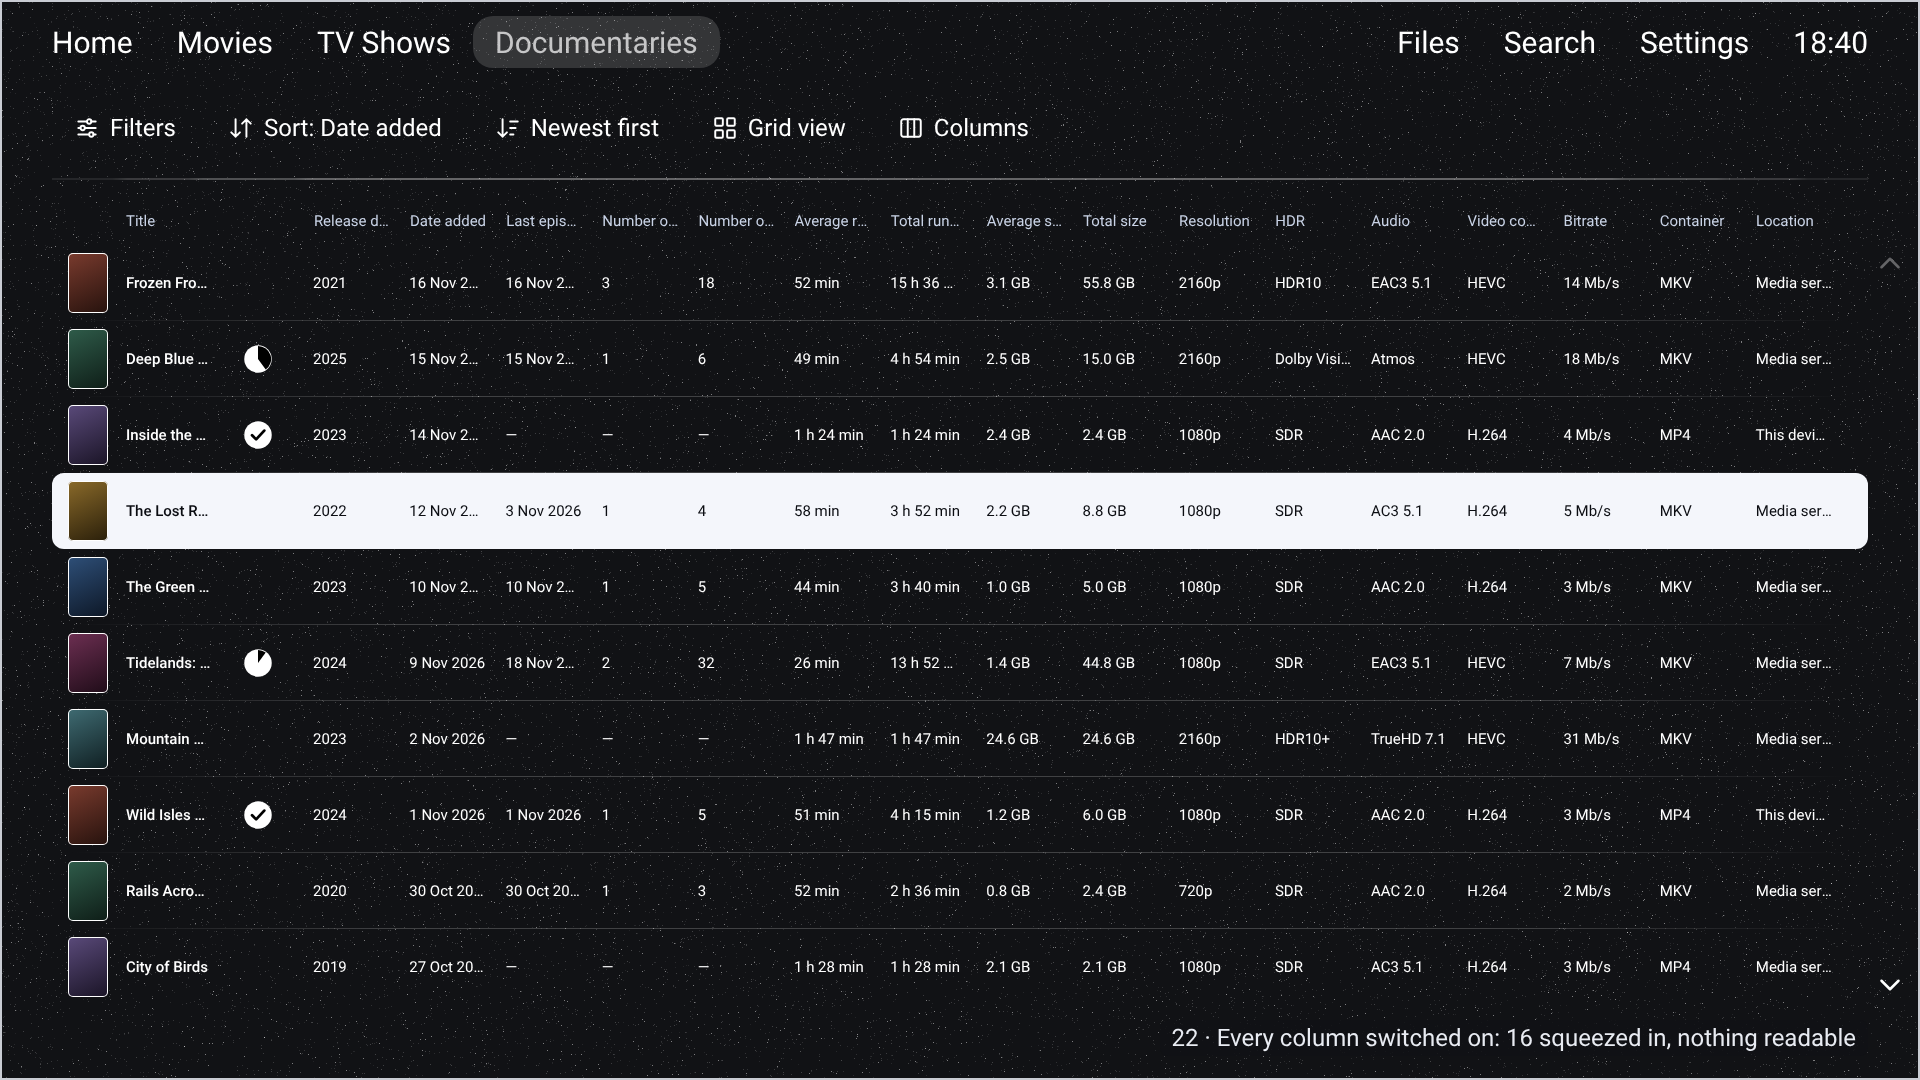 Home Movies TV Shows Documentaries Files Search Settings 18:40
Filters Sort: Date added Newest first Grid view Columns
Title Release d... Date added Last epis... Number o... Number o... Average r... Total run... Average s... Total size Resolution HDR Audio Video co... Bitrate Container Location
Frozen Fro... 2021 16 Nov 2... 16 Nov 2... 3 18 52 min 15 h 36 ... 3.1 GB 55.8 GB 2160p HDR10 EAC3 5.1 HEVC 14 Mb/s MKV Media ser...
Deep Blue ... 2025 15 Nov 2... 15 Nov 2... 1 6 49 min 4 h 54 min 2.5 GB 15.0 GB 2160p Dolby Visi... Atmos HEVC 18 Mb/s MKV Media ser...
Inside the ... 2023 14 Nov 2... — — — 1 h 24 min 1 h 24 min 2.4 GB 2.4 GB 1080p SDR AAC 2.0 H.264 4 Mb/s MP4 This devi...
The Lost R... 2022 12 Nov 2... 3 Nov 2026 1 4 58 min 3 h 52 min 2.2 GB 8.8 GB 1080p SDR AC3 5.1 H.264 5 Mb/s MKV Media ser...
The Green ... 2023 10 Nov 2... 10 Nov 2... 1 5 44 min 3 h 40 min 1.0 GB 5.0 GB 1080p SDR AAC 2.0 H.264 3 Mb/s MKV Media ser...
Tidelands: ... 2024 9 Nov 2026 18 Nov 2... 2 32 26 min 13 h 52 ... 1.4 GB 44.8 GB 1080p SDR EAC3 5.1 HEVC 7 Mb/s MKV Media ser...
Mountain ... 2023 2 Nov 2026 — — — 1 h 47 min 1 h 47 min 24.6 GB 24.6 GB 2160p HDR10+ TrueHD 7.1 HEVC 31 Mb/s MKV Media ser...
Wild Isles ... 2024 1 Nov 2026 1 Nov 2026 1 5 51 min 4 h 15 min 1.2 GB 6.0 GB 1080p SDR AAC 2.0 H.264 3 Mb/s MP4 This devi...
Rails Acro... 2020 30 Oct 20... 30 Oct 20... 1 3 52 min 2 h 36 min 0.8 GB 2.4 GB 720p SDR AAC 2.0 H.264 2 Mb/s MKV Media ser...
City of Birds 2019 27 Oct 20... — — — 1 h 28 min 1 h 28 min 2.1 GB 2.1 GB 1080p SDR AC3 5.1 H.264 3 Mb/s MP4 Media ser...
22 · Every column switched on: 16 squeezed in, nothing readable